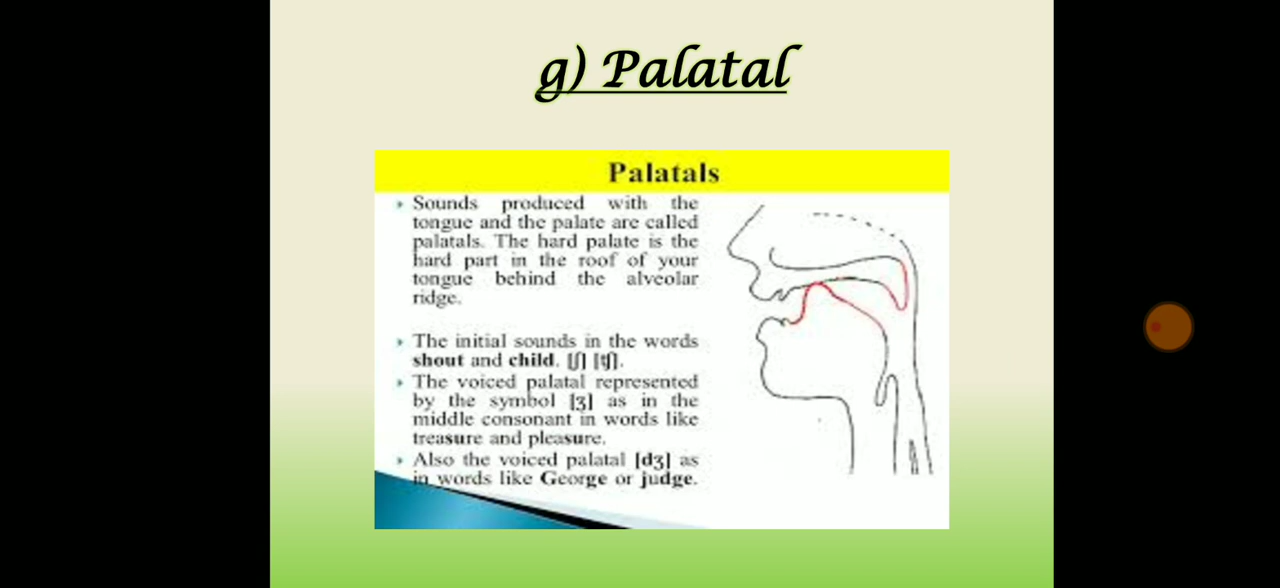 g) Palatal
Palatals
Sounds produced with the
tongue and the palate are called
palatals. The hard palate is the
hard part in the roof of your
tongue behind the alveolar
ridge.
The initial sounds in the words
shout and child. [ʃ] [tʃ].
The voiced palatal represented
by the symbol [ʒ] as in the
middle consonant in words like
treasure and pleasure.
Also the voiced palatal [dʒ] as
in words like George or judge.